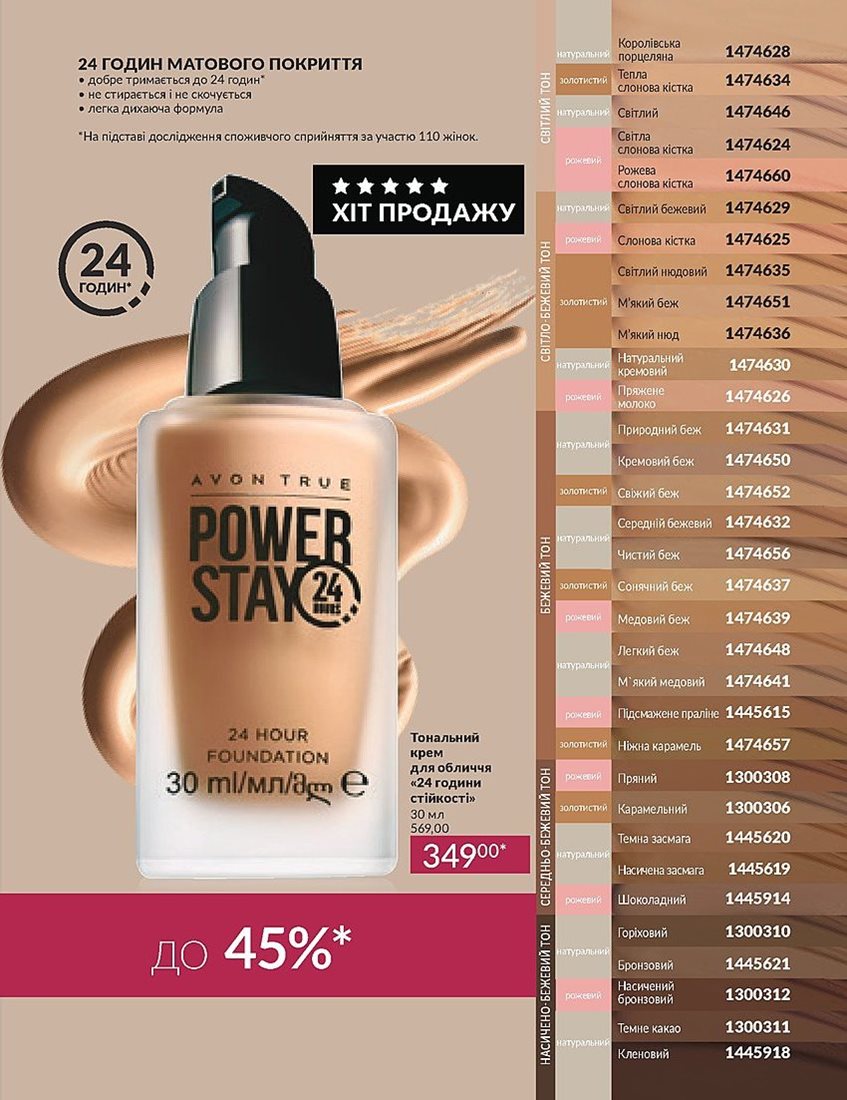 24 ГОДИН МАТОВОГО ПОКРИТТЯ
• добре тримається до 24 годин*
• не стирається і не скочується
• легка дихаюча формула
*На підставі дослідження споживчого сприйняття за участю 110 жінок.
★★★★★
ХІТ ПРОДАЖУ
24
ГОДИН*
AVON TRUE
POWER
STAY
24
HOURS
24 HOUR
FOUNDATION
30 ml/мл/მლ ℮
Тональний
крем
для обличчя
«24 години
стійкості»
30 мл
569,00
349⁰⁰*
ДО 45%*
СВІТЛИЙ ТОН
натуральний
Королівська
порцеляна 1474628
золотистий
Тепла
слонова кістка 1474634
натуральний
Світлий 1474646
рожевий
Світла
слонова кістка 1474624
Рожева
слонова кістка 1474660
СВІТЛО-БЕЖЕВИЙ ТОН
натуральний
Світлий бежевий 1474629
рожевий
Слонова кістка 1474625
золотистий
Світлий нюдовий 1474635
М'який беж 1474651
М'який нюд 1474636
натуральний
Натуральний
кремовий 1474630
рожевий
Пряжене
молоко 1474626
БЕЖЕВИЙ ТОН
натуральний
Природний беж 1474631
Кремовий беж 1474650
золотистий
Свіжий беж 1474652
натуральний
Середній бежевий 1474632
Чистий беж 1474656
золотистий
Сонячний беж 1474637
рожевий
Медовий беж 1474639
натуральний
Легкий беж 1474648
М`який медовий 1474641
рожевий
Підсмажене праліне 1445615
золотистий
Ніжна карамель 1474657
СЕРЕДНЬО-БЕЖЕВИЙ ТОН
рожевий
Пряний 1300308
золотистий
Карамельний 1300306
натуральний
Темна засмага 1445620
Насичена засмага 1445619
рожевий
Шоколадний 1445914
НАСИЧЕНО-БЕЖЕВИЙ ТОН
натуральний
Горіховий 1300310
Бронзовий 1445621
рожевий
Насичений
бронзовий 1300312
натуральний
Темне какао 1300311
Кленовий 1445918